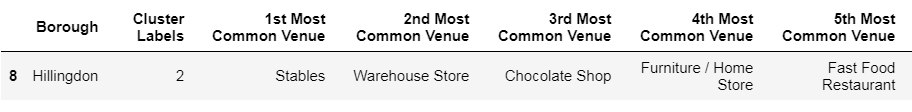 Borough Cluster Labels 1st Most Common Venue 2nd Most Common Venue 3rd Most Common Venue 4th Most Common Venue 5th Most Common Venue
8 Hillingdon 2 Stables Warehouse Store Chocolate Shop Furniture / Home Store Fast Food Restaurant